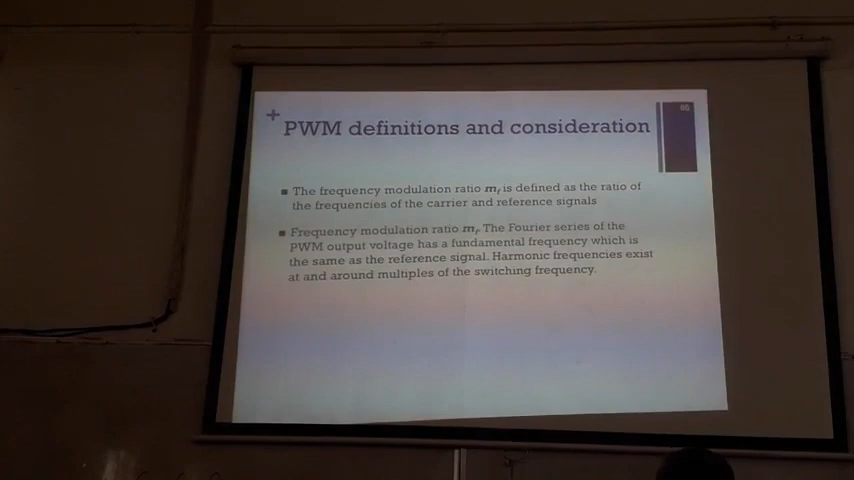 +
PWM definitions and consideration
The frequency modulation ratio mf is defined as the ratio of
the frequencies of the carrier and reference signals
Frequency modulation ratio mf. The Fourier series of the
PWM output voltage has a fundamental frequency which is
the same as the reference signal. Harmonic frequencies exist
at and around multiples of the switching frequency.